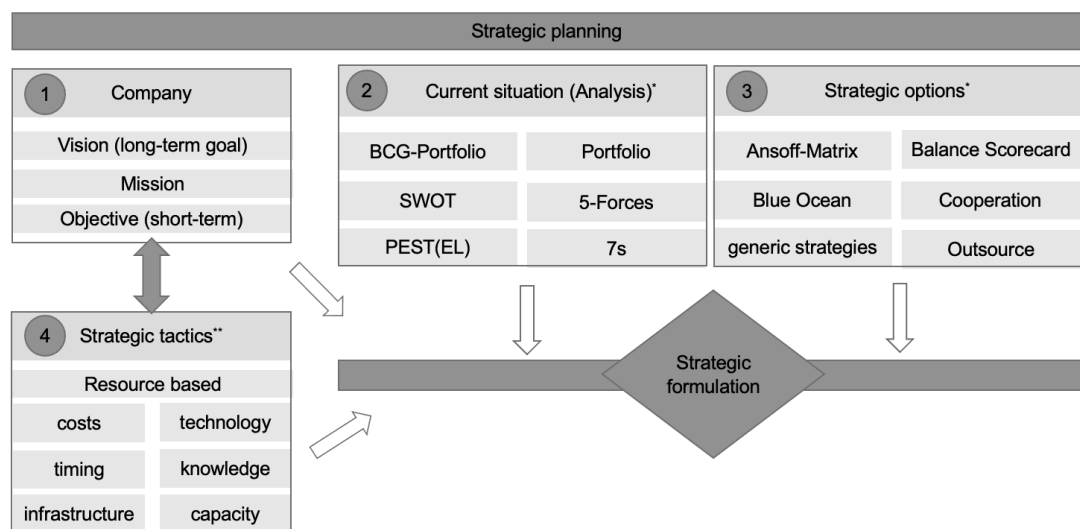 Strategic planning
1
Company
Vision (long-term goal)
Mission
Objective (short-term)
2
Current situation (Analysis)*
BCG-Portfolio
Portfolio
SWOT
5-Forces
PEST(EL)
7s
3
Strategic options*
Ansoff-Matrix
Balance Scorecard
Blue Ocean
Cooperation
generic strategies
Outsource
4
Strategic tactics**
Resource based
costs
technology
timing
knowledge
infrastructure
capacity
Strategic
formulation